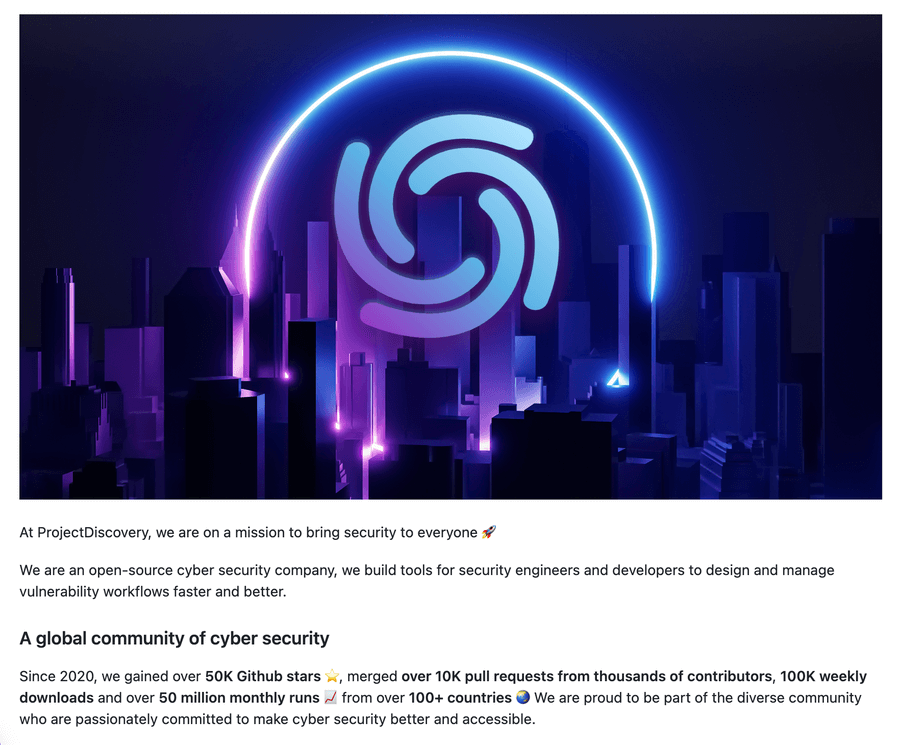 At ProjectDiscovery, we are on a mission to bring security to everyone 🚀
We are an open-source cyber security company, we build tools for security engineers and developers to design and manage
vulnerability workflows faster and better.
A global community of cyber security
Since 2020, we gained over 50K Github stars ⭐, merged over 10K pull requests from thousands of contributors, 100K weekly
downloads and over 50 million monthly runs 📈 from over 100+ countries 🌏 We are proud to be part of the diverse community
who are passionately committed to make cyber security better and accessible.